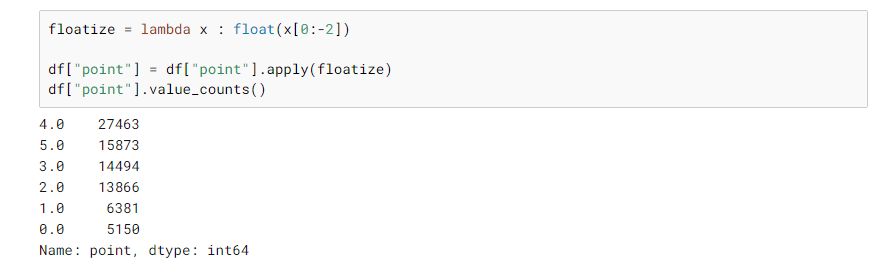 floatize = lambda x : float(x[0:-2])
df["point"] = df["point"].apply(floatize)
df["point"].value_counts()
4.0    27463
5.0    15873
3.0    14494
2.0    13866
1.0     6381
0.0     5150
Name: point, dtype: int64